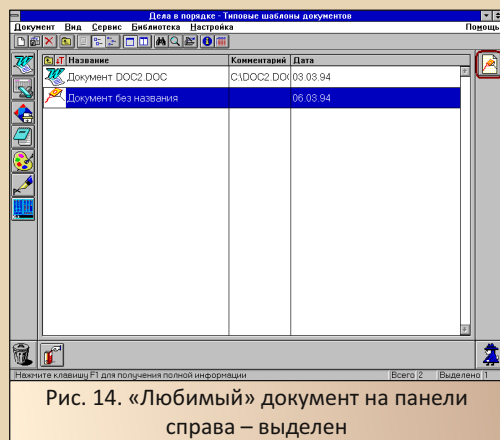 Дела в порядке - Типовые шаблоны документов
Документ Вид Сервис Библиотека Настройка Помощь
Название Комментарий Дата
Документ DOC2.DOC C:\DOC2.DO 03.03.94
Документ без названия 06.03.94
Нажмите клавишу F1 для получения полной информации Всего 2 Выделено 1
Рис. 14. «Любимый» документ на панели
справа – выделен